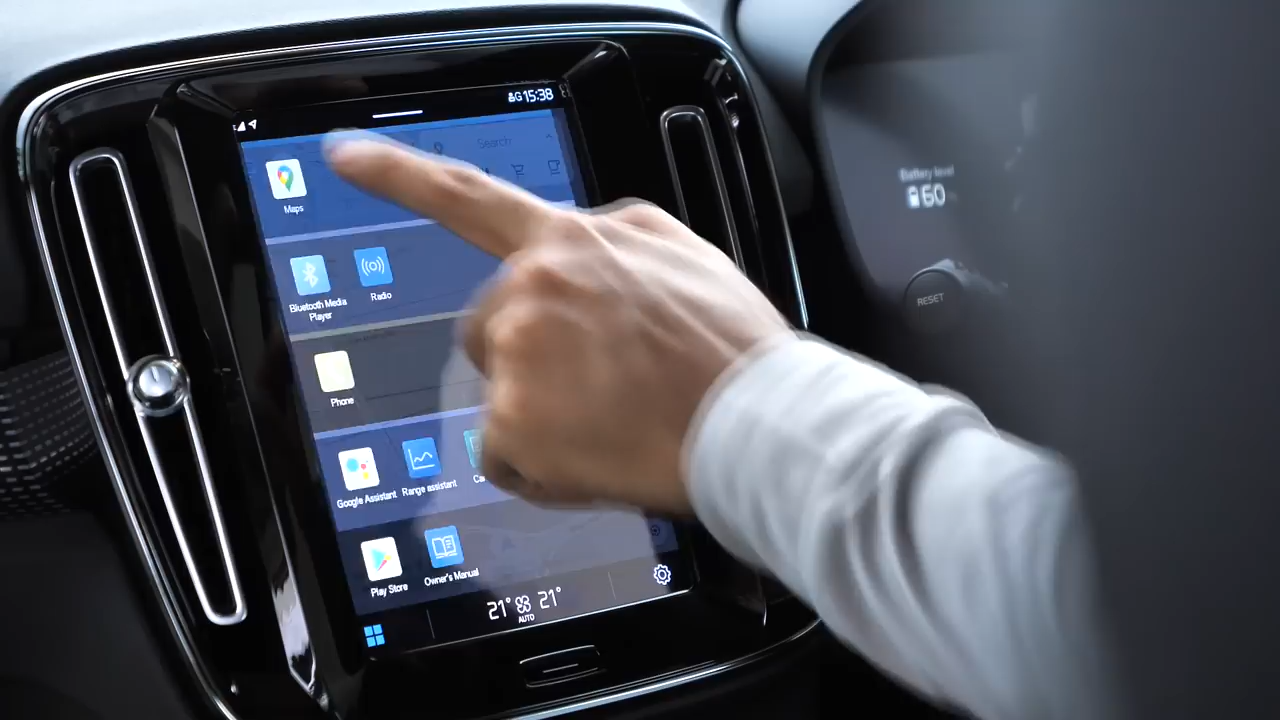 15:38
Search
Maps
Bluetooth Media
Player
Radio
Phone
Google Assistant
Range assistant
Play Store
Owner's Manual
21° 21°
AUTO
Battery level
60
RESET